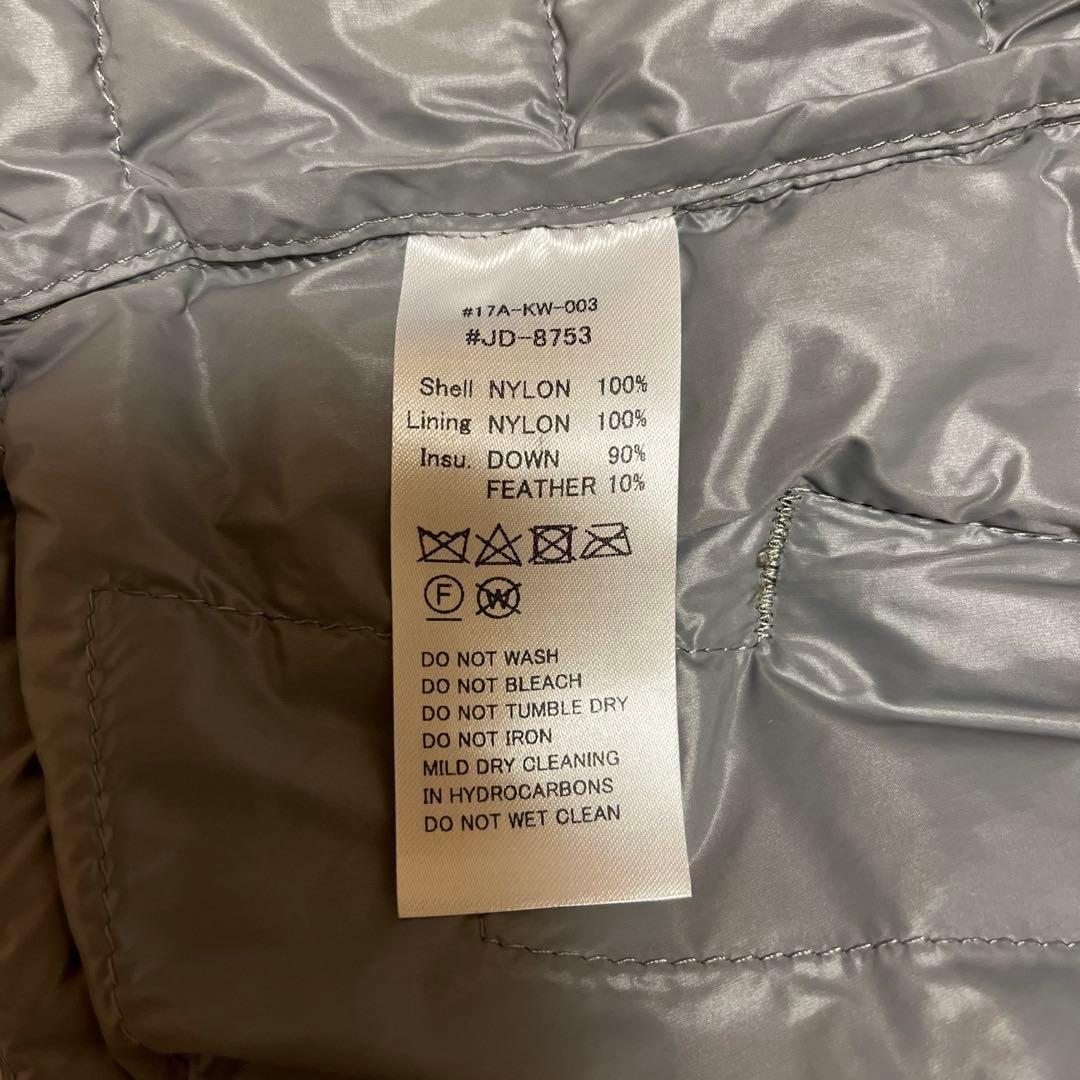 #17A-KW-003
#JD-8753
Shell NYLON 100%
Lining NYLON 100%
Insu. DOWN 90%
FEATHER 10%
F W
DO NOT WASH
DO NOT BLEACH
DO NOT TUMBLE DRY
DO NOT IRON
MILD DRY CLEANING
IN HYDROCARBONS
DO NOT WET CLEAN